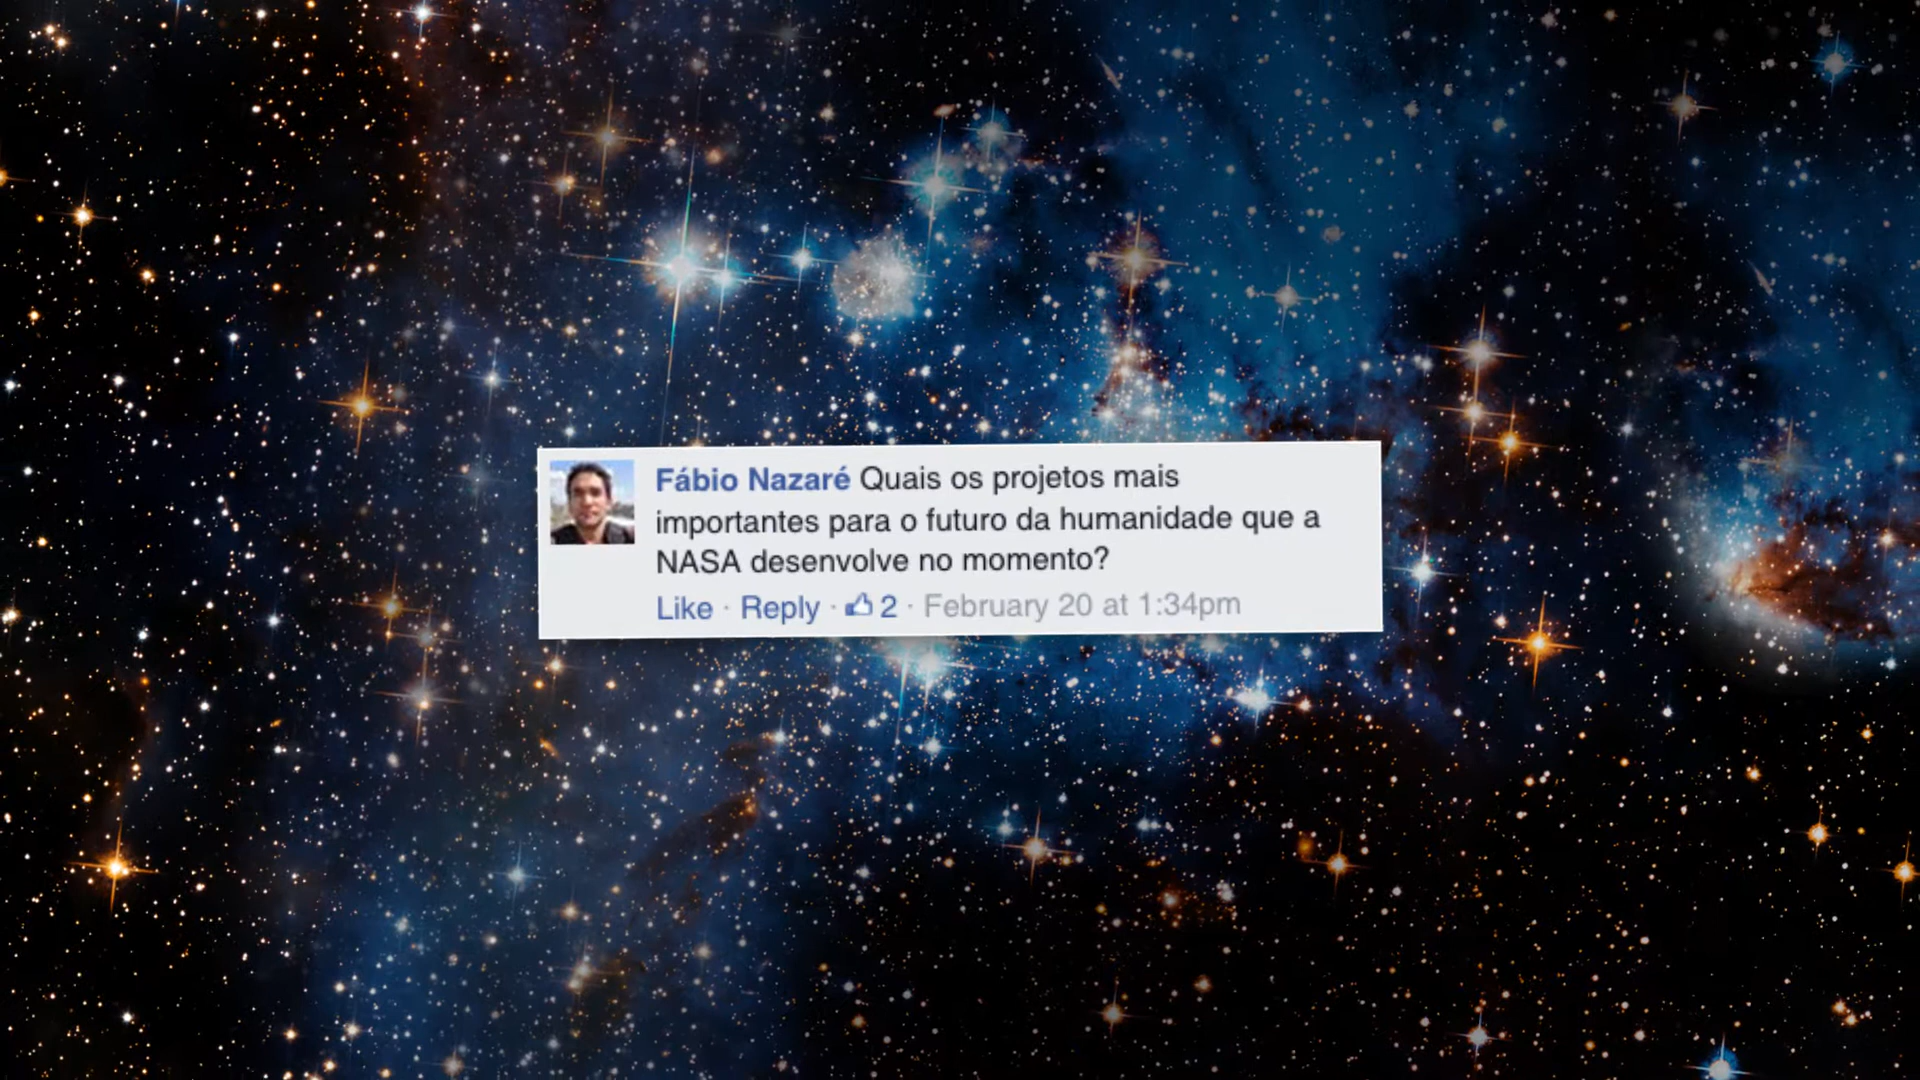 Fábio Nazaré Quais os projetos mais
importantes para o futuro da humanidade que a
NASA desenvolve no momento?
Like · Reply · 2 · February 20 at 1:34pm